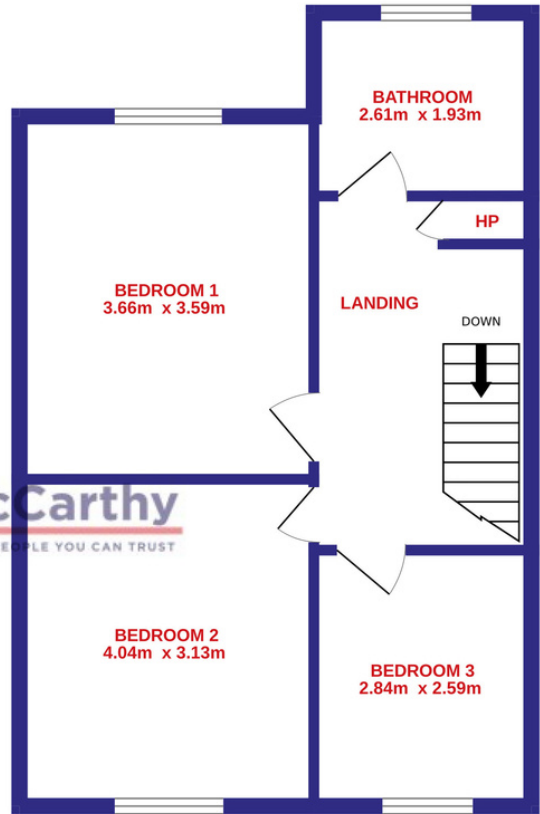 BATHROOM
2.61m x 1.93m
HP
BEDROOM 1
3.66m x 3.59m
LANDING
DOWN
cCarthy
EOPLE YOU CAN TRUST
BEDROOM 2
4.04m x 3.13m
BEDROOM 3
2.84m x 2.59m